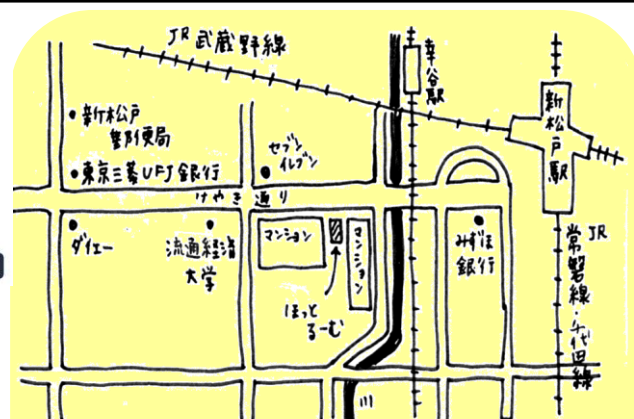 JR 武蔵野線
幸谷駅
新松戸駅
新松戸
郵便局
東京三菱UFJ銀行
セブン
イレブン
けやき通り
ダイエー
流通経済
大学
マンション
マンション
ほっと
るーむ
みずほ
銀行
JR
常磐線・千代田線
川